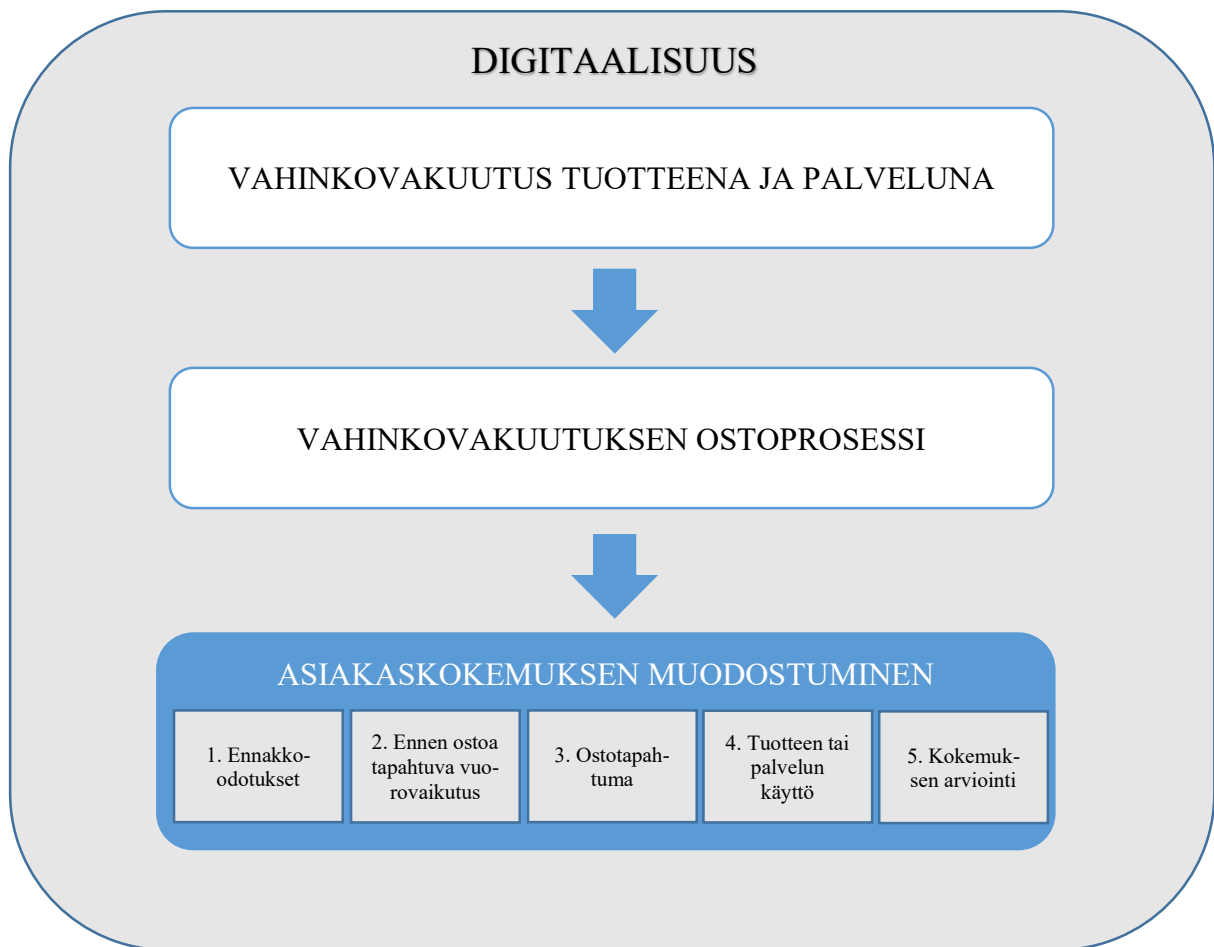 DIGITAALISUUS
VAHINKOVAKUUTUS TUOTTEENA JA PALVELUNA
VAHINKOVAKUUTUKSEN OSTOPROSESSI
ASIAKASKOKEMUKSEN MUODOSTUMINEN
1. Ennakko-
odotukset
2. Ennen ostoa
tapahtuva vuo-
rovaikutus
3. Ostotapah-
tuma
4. Tuotteen tai
palvelun
käyttö
5. Kokemuk-
sen arviointi